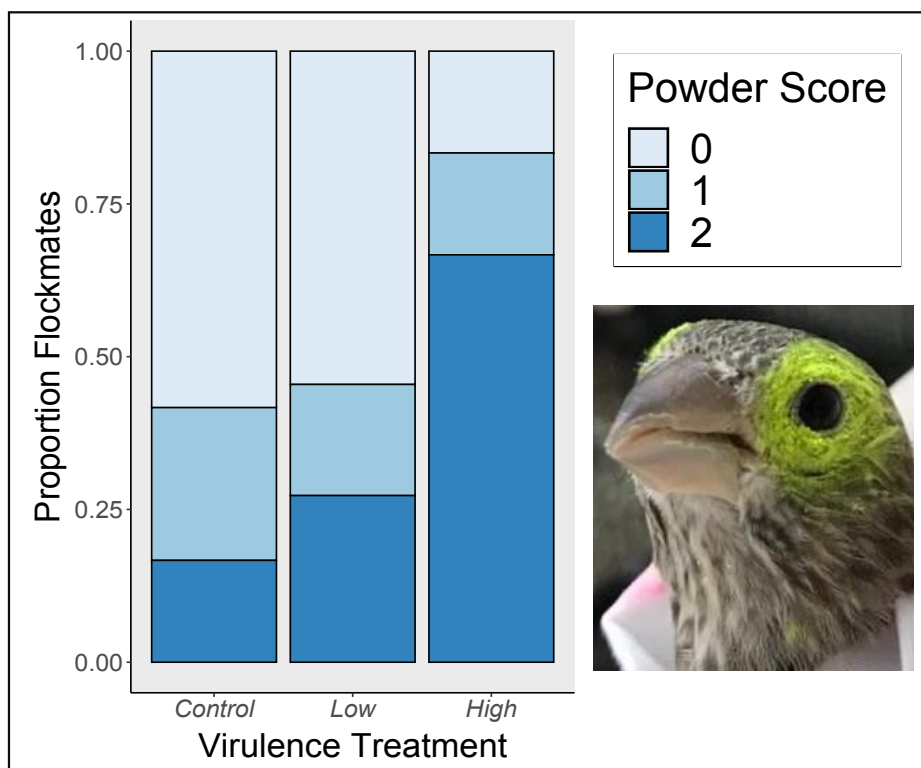 1.00
0.75
0.50
0.25
0.00
Proportion Flockmates
Control Low High
Virulence Treatment
Powder Score
0
1
2